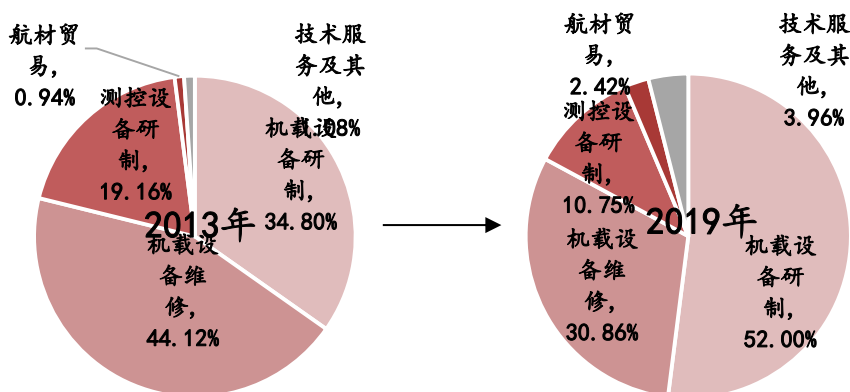 航材贸
易,
0.94%
技术服
务及其
他,
测控设
备研
制,
19.16%
机载设
备研
制,
34.80%
2013年
机载设
备维
修,
44.12%
航材贸
易,
2.42%
技术服
务及其
他,
3.96%
测控设
备研
制,
10.75%
2019年
机载设
备维
修,
30.86%
机载设
备研
制,
52.00%